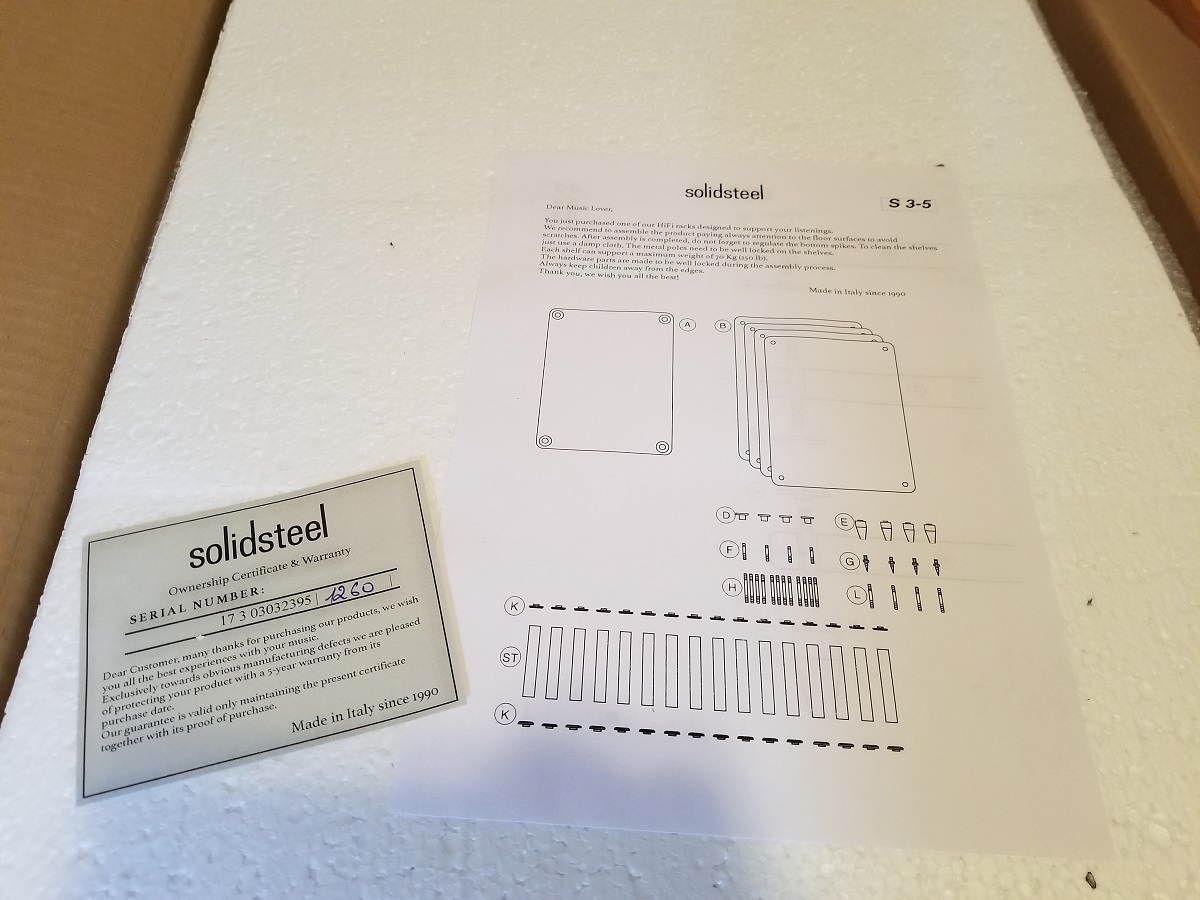 solidsteel
S 3-5
Dear Music Lover,
You just purchased one of our HiFi racks designed to support your listenings.
We recommend to assemble the product paying always attention to the floor surfaces to avoid
scratches. After assembly is completed, do not forget to regulate the bottom spikes. To clean the shelves
just use a damp cloth. The metal poles need to be well locked on the shelves.
Each shelf can support a maximum weight of 70 Kg (150 lb).
The hardware parts are made to be well locked during the assembly process.
Always keep children away from the edges.
Thank you, we wish you all the best!
Made in Italy since 1990
A
B
D
E
F
G
H
L
K
ST
K
solidsteel
Ownership Certificate & Warranty
SERIAL NUMBER:
17 3 03032395 | 1260
Dear Customer, many thanks for purchasing our products, we wish
you all the best experiences with your music.
Exclusively towards obvious manufacturing defects we are pleased
of protecting your product with a 5-year warranty from its
purchase date.
Our guarantee is valid only maintaining the present certificate
together with its proof of purchase.
Made in Italy since 1990